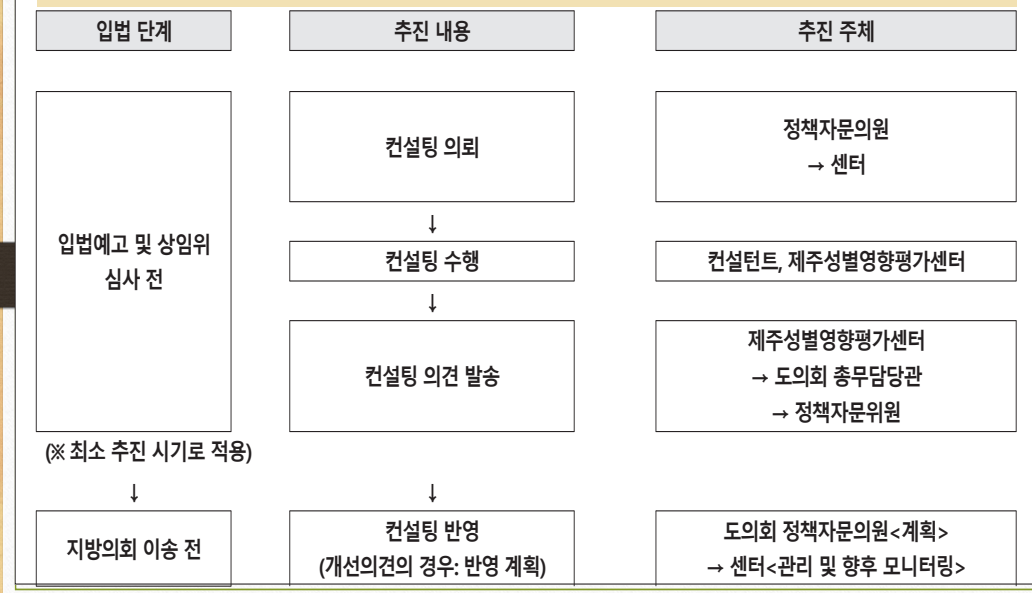 입법 단계
추진 내용
추진 주체
입법예고 및 상임위
심사 전
컨설팅 의뢰
정책자문의원
→ 센터
↓
컨설팅 수행
컨설턴트, 제주성별영향평가센터
↓
컨설팅 의견 발송
제주성별영향평가센터
→ 도의회 총무담당관
→ 정책자문위원
(※ 최소 추진 시기로 적용)
↓
↓
지방의회 이송 전
컨설팅 반영
(개선의견의 경우: 반영 계획)
도의회 정책자문의원<계획>
→ 센터<관리 및 향후 모니터링>